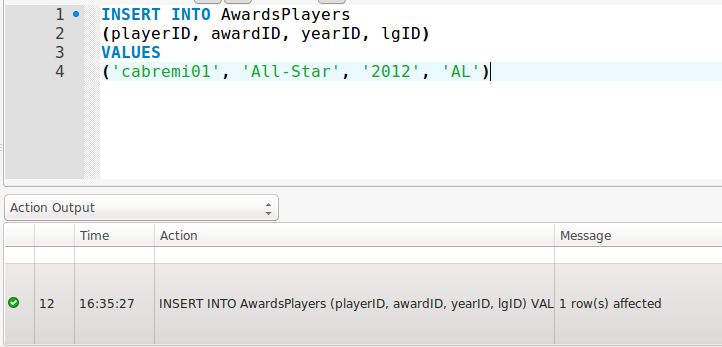 1 INSERT INTO AwardsPlayers
2 (playerID, awardID, yearID, lgID)
3 VALUES
4 ('cabremi01', 'All-Star', '2012', 'AL')
Action Output
Time Action Message
12 16:35:27 INSERT INTO AwardsPlayers (playerID, awardID, yearID, lgID) VAL 1 row(s) affected